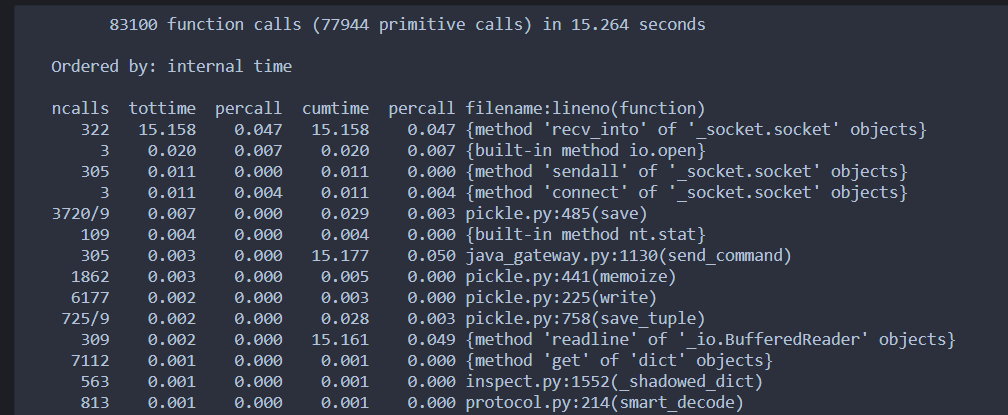 83100 function calls (77944 primitive calls) in 15.264 seconds
Ordered by: internal time
ncalls tottime percall cumtime percall filename:lineno(function)
322 15.158 0.047 15.158 0.047 {method 'recv_into' of '_socket.socket' objects}
3 0.020 0.007 0.020 0.007 {built-in method io.open}
305 0.011 0.000 0.011 0.000 {method 'sendall' of '_socket.socket' objects}
3 0.011 0.004 0.011 0.004 {method 'connect' of '_socket.socket' objects}
3720/9 0.007 0.000 0.029 0.003 pickle.py:485(save)
109 0.004 0.000 0.004 0.000 {built-in method nt.stat}
305 0.003 0.000 15.177 0.050 java_gateway.py:1130(send_command)
1862 0.003 0.000 0.005 0.000 pickle.py:441(memoize)
6177 0.002 0.000 0.003 0.000 pickle.py:225(write)
725/9 0.002 0.000 0.028 0.003 pickle.py:758(save_tuple)
309 0.002 0.000 15.161 0.049 {method 'readline' of '_io.BufferedReader' objects}
7112 0.001 0.000 0.001 0.000 {method 'get' of 'dict' objects}
563 0.001 0.000 0.001 0.000 inspect.py:1552(_shadowed_dict)
813 0.001 0.000 0.001 0.000 protocol.py:214(smart_decode)